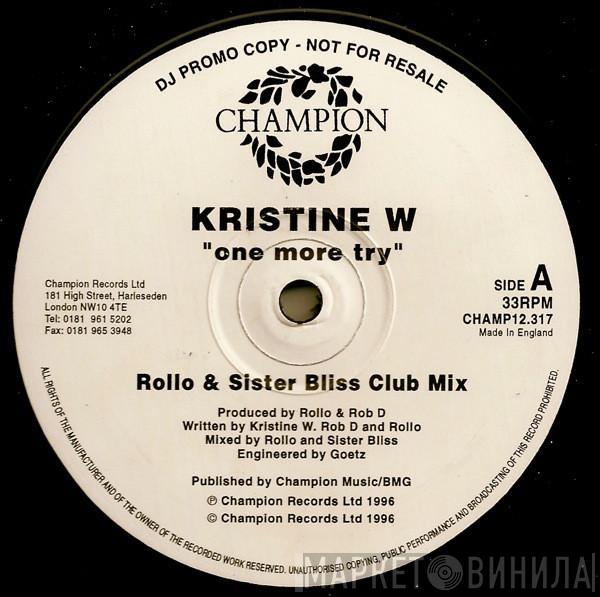 DJ PROMO COPY - NOT FOR RESALE
CHAMPION
KRISTINE W
"one more try"
Champion Records Ltd
181 High Street, Harleseden
London NW10 4TE
Tel: 0181 961 5202
Fax: 0181 965 3948
SIDE A
33RPM
CHAMP12.317
Made In England
Rollo & Sister Bliss Club Mix
Produced by Rollo & Rob D
Written by Kristine W. Rob D and Rollo
Mixed by Rollo and Sister Bliss
Engineered by Goetz
Published by Champion Music/BMG
℗ Champion Records Ltd 1996
© Champion Records Ltd 1996
ALL RIGHTS OF THE MANUFACTURER AND OF THE OWNER OF THE RECORDED WORK RESERVED. UNAUTHORISED COPYING, PUBLIC PERFORMANCE AND BROADCASTING OF THIS RECORD PROHIBITED.
МАРКЕТ ВИНИЛА